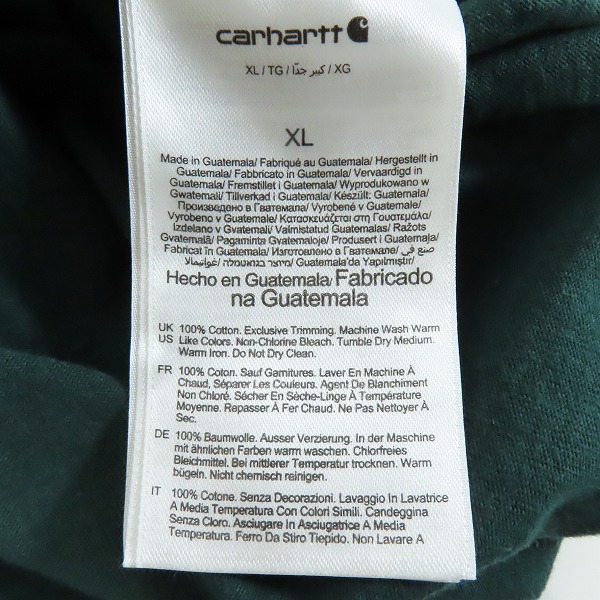 carhartt
XL / TG / كبير جدًا / XG
XL
Made in Guatemala/ Fabriqué au Guatemala/ Hergestellt in
Guatemala/ Fabbricato in Guatemala/ Vervaardigd in
Guatemala/ Fremstillet i Guatemala/ Wyprodukowano w
Gwatemali/ Tillverkad i Guatemala/ Készült: Guatemala/
Произведено в Гватемала/ Vyrobené v Guatemale/
Vyrobeno v Guatemale/ Κατασκευάζεται στη Γουατεμάλα/
Izdelano v Gvatemali/ Valmistatud Guatemalas/ Ražots
Gvatemalā/ Pagaminta Gvatemaloje/ Produsert i Guatemala/
Fabricat în Guatemala/ Изготовлено в Гватемале/ صنع في
غواتيمالا/ מיוצר בגואטמלה/ Guatemala'da Yapılmıştır/
Hecho en Guatemala/ Fabricado
na Guatemala
UK 100% Cotton. Exclusive Trimming. Machine Wash Warm
US Like Colors. Non-Chlorine Bleach. Tumble Dry Medium.
Warm Iron. Do Not Dry Clean.
FR 100% Coton. Sauf Garnitures. Laver En Machine À
Chaud, Séparer Les Couleurs. Agent De Blanchiment
Non Chloré. Sécher En Sèche-Linge À Température
Moyenne. Repasser À Fer Chaud. Ne Pas Nettoyer À
Sec.
DE 100% Baumwolle. Ausser Verzierung. In der Maschine
mit ähnlichen Farben warm waschen. Chlorfreies
Bleichmittel. Bei mittlerer Temperatur trocknen. Warm
bügeln. Nicht chemisch reinigen.
IT 100% Cotone. Senza Decorazioni. Lavaggio In Lavatrice
A Media Temperatura Con Colori Simili. Candeggina
Senza Cloro. Asciugare In Asciugatrice A Media
Temperatura. Ferro Da Stiro Tiepido. Non Lavare A